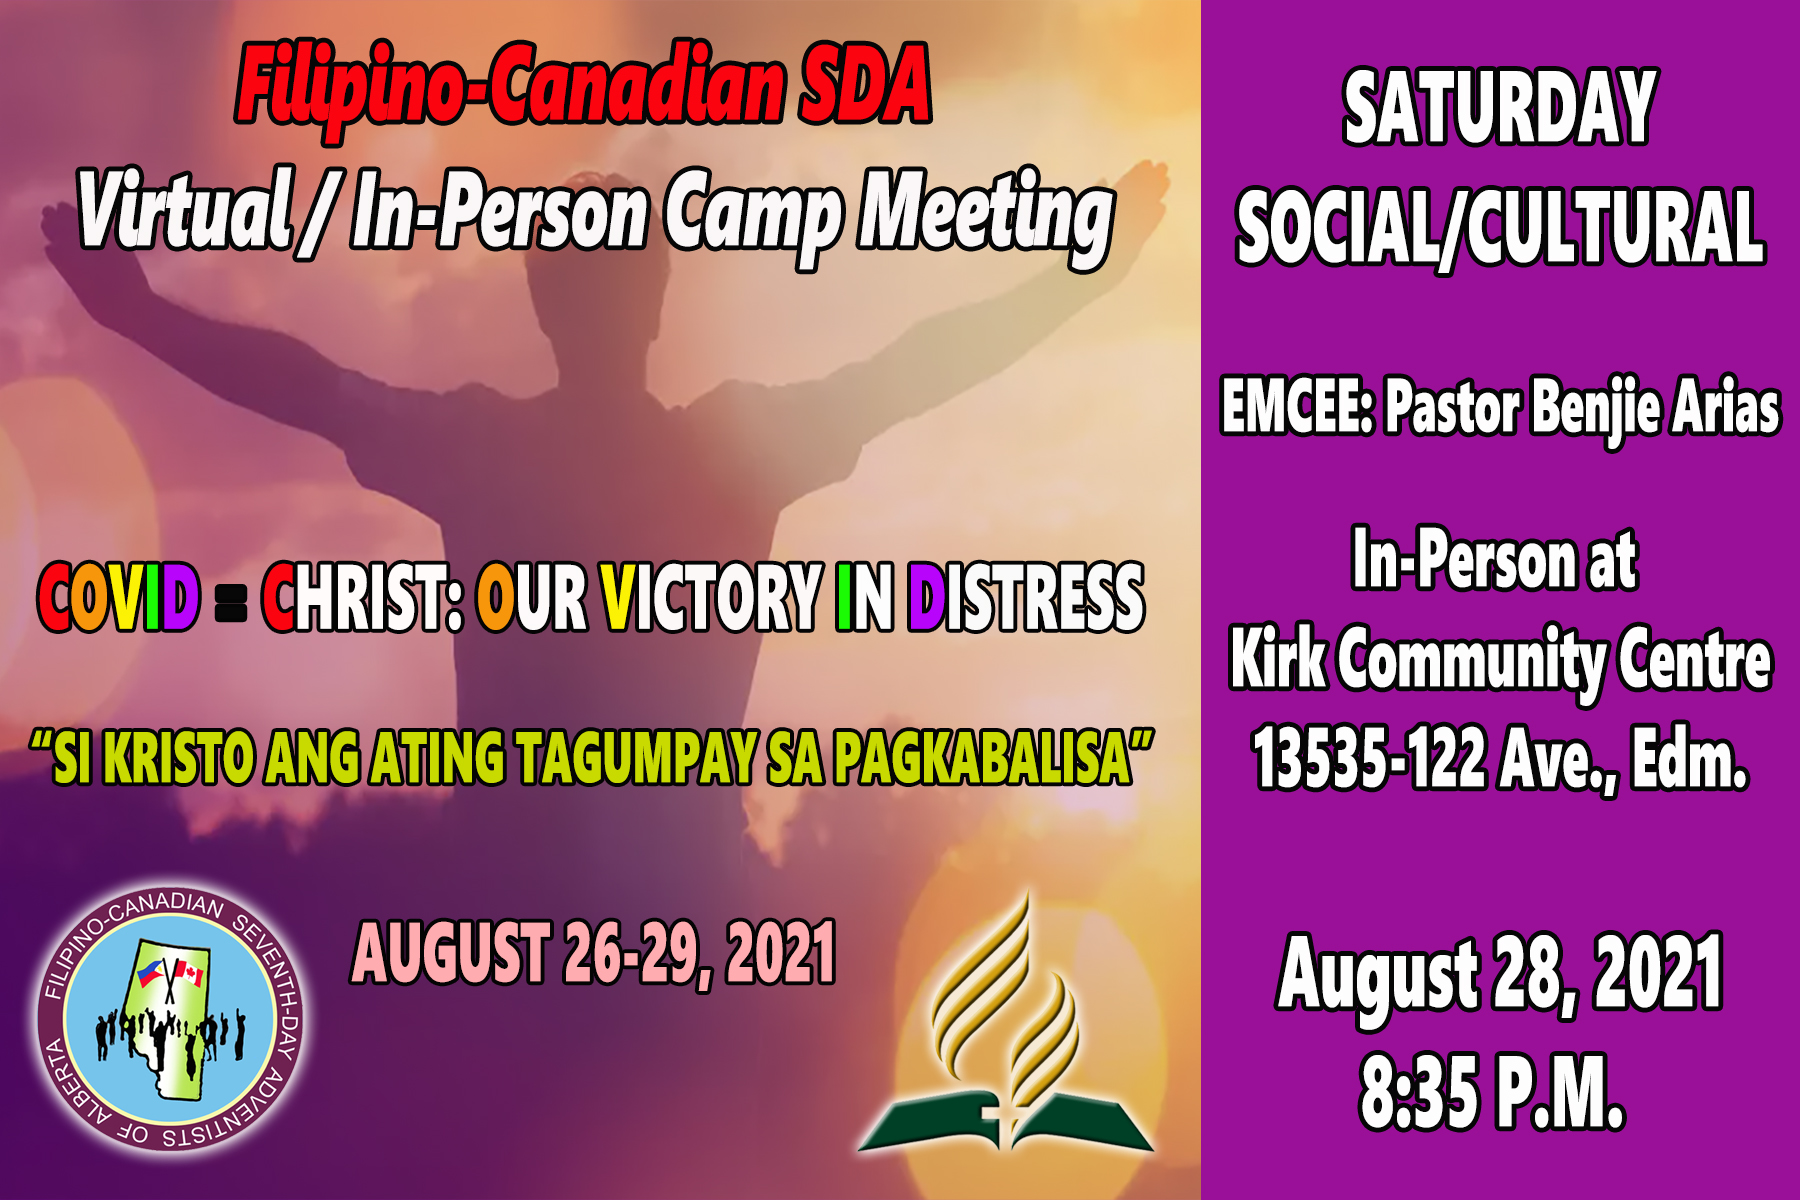 Filipino-Canadian SDA
Virtual / In-Person Camp Meeting
COVID = CHRIST: OUR VICTORY IN DISTRESS
“SI KRISTO ANG ATING TAGUMPAY SA PAGKABALISA”
AUGUST 26-29, 2021
FILIPINO-CANADIAN SEVENTH-DAY ADVENTISTS OF ALBERTA
SATURDAY
SOCIAL/CULTURAL
EMCEE: Pastor Benjie Arias
In-Person at
Kirk Community Centre
13535-122 Ave., Edm.
August 28, 2021
8:35 P.M.